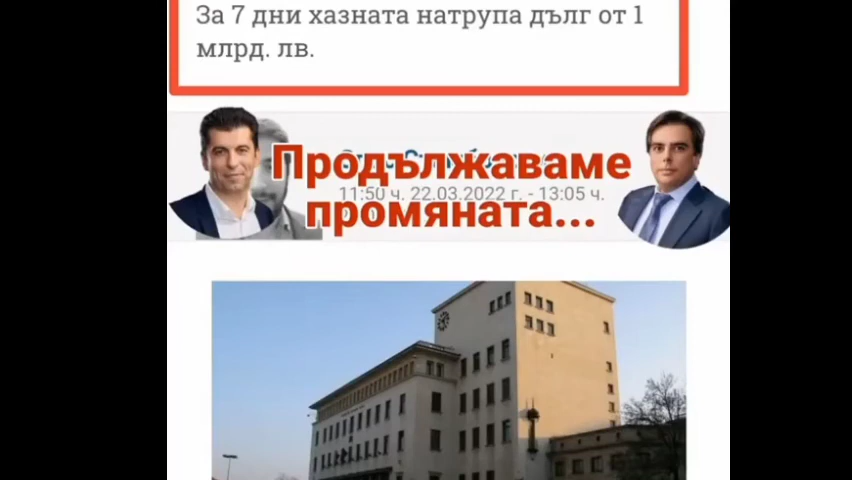 За 7 дни хазната натрупа дълг от 1
млрд. лв.
Продължаваме
11:50 ч. 22.03.2022 г. - 13:05 ч.
промяната...